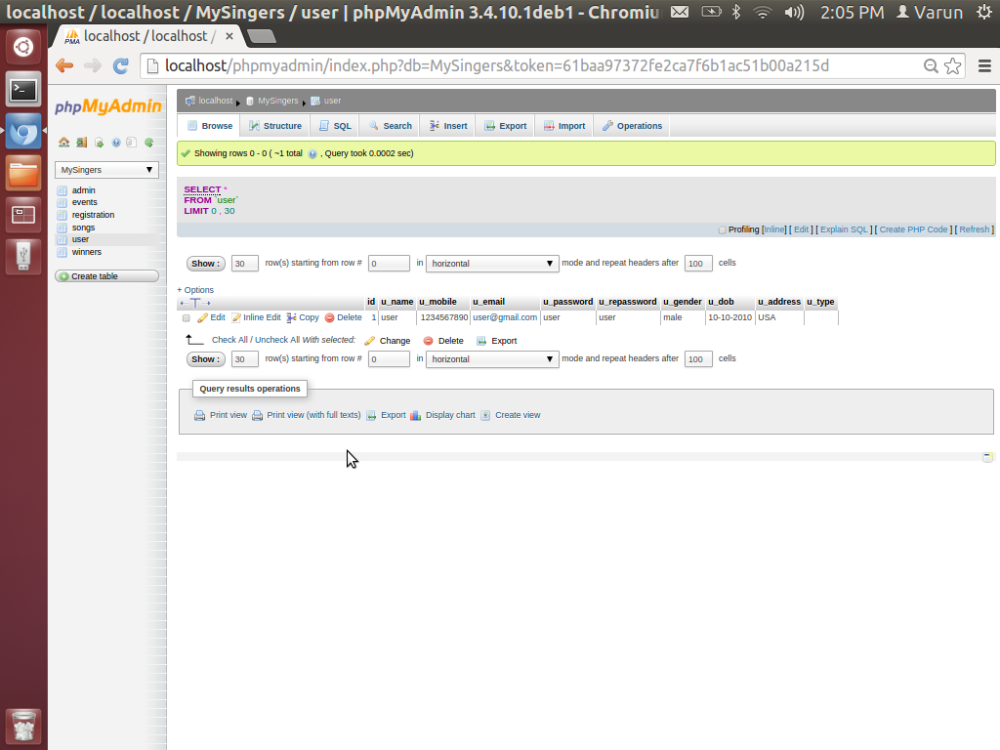 localhost / localhost / MySingers / user | phpMyAdmin 3.4.10.1deb1 - Chromiu 2:05 PM Varun
localhost / localhost /
localhost/phpmyadmin/index.php?db=MySingers&token=61baa97372fe2ca7f6b1ac51b00a215d
phpMyAdmin
localhost MySingers user
Browse Structure SQL Search Insert Export Import Operations
Showing rows 0 - 0 ( ~1 total , Query took 0.0002 sec)
MySingers
admin
events
registration
songs
user
winners
Create table
SELECT *
FROM `user`
LIMIT 0 , 30
Profiling [Inline] [ Edit ] [ Explain SQL ] [ Create PHP Code ] [ Refresh ]
Show : 30 row(s) starting from row # 0 in horizontal mode and repeat headers after 100 cells
+ Options
id u_name u_mobile u_email u_password u_repassword u_gender u_dob u_address u_type
Edit Inline Edit Copy Delete 1 user 1234567890 user@gmail.com user user male 10-10-2010 USA
Check All / Uncheck All With selected: Change Delete Export
Show : 30 row(s) starting from row # 0 in horizontal mode and repeat headers after 100 cells
Query results operations
Print view Print view (with full texts) Export Display chart Create view